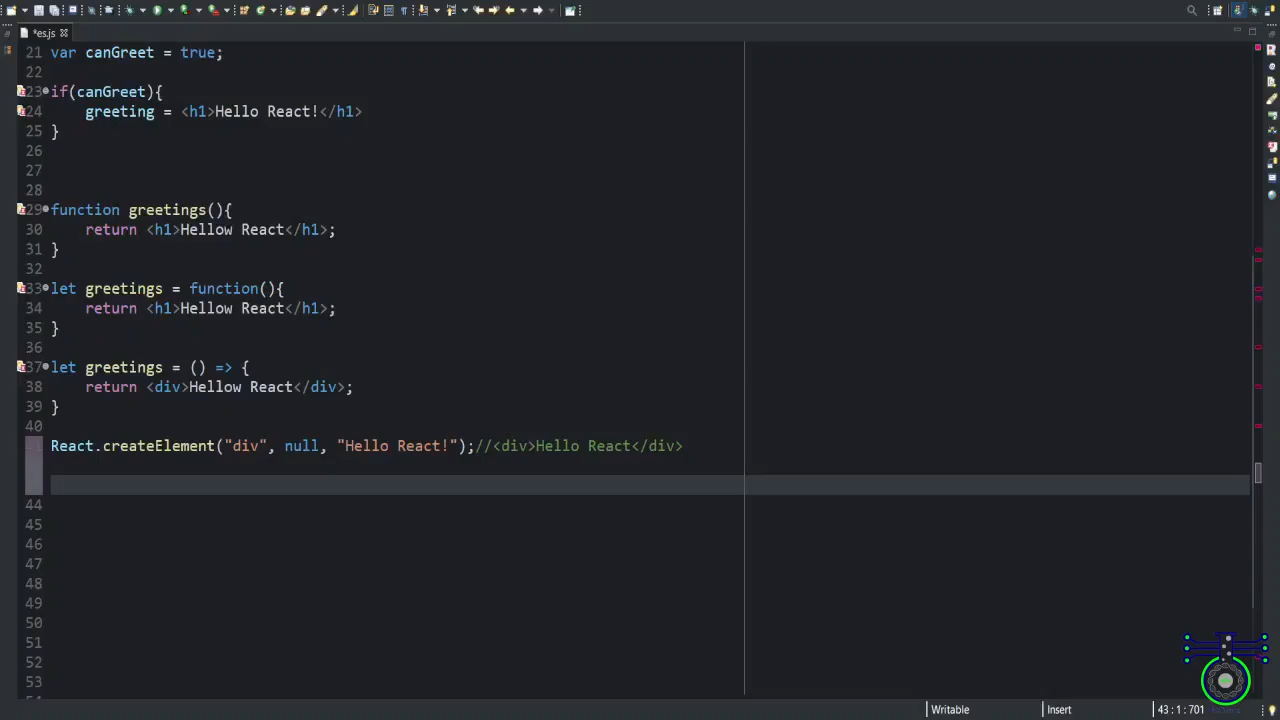 *es.js
21 var canGreet = true;
22
23 if(canGreet){
24     greeting = <h1>Hello React!</h1>
25 }
26
27
28
29 function greetings(){
30     return <h1>Hellow React</h1>;
31 }
32
33 let greetings = function(){
34     return <h1>Hellow React</h1>;
35 }
36
37 let greetings = () => {
38     return <div>Hellow React</div>;
39 }
40
React.createElement("div", null, "Hello React!");//<div>Hello React</div>
44
45
46
47
48
49
50
51
52
53
Writable Insert 43 : 1 : 701